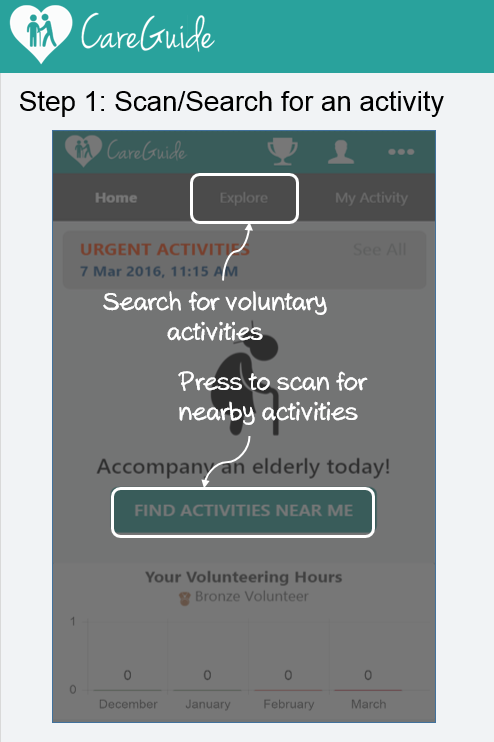 CareGuide
Step 1: Scan/Search for an activity
CareGuide
Home Explore My Activity
URGENT ACTIVITIES See All
7 Mar 2016, 11:15 AM
Search for voluntary
activities
Press to scan for
nearby activities
Accompany an elderly today!
FIND ACTIVITIES NEAR ME
Your Volunteering Hours
Bronze Volunteer
1
0 0 0 0
0
December January February March